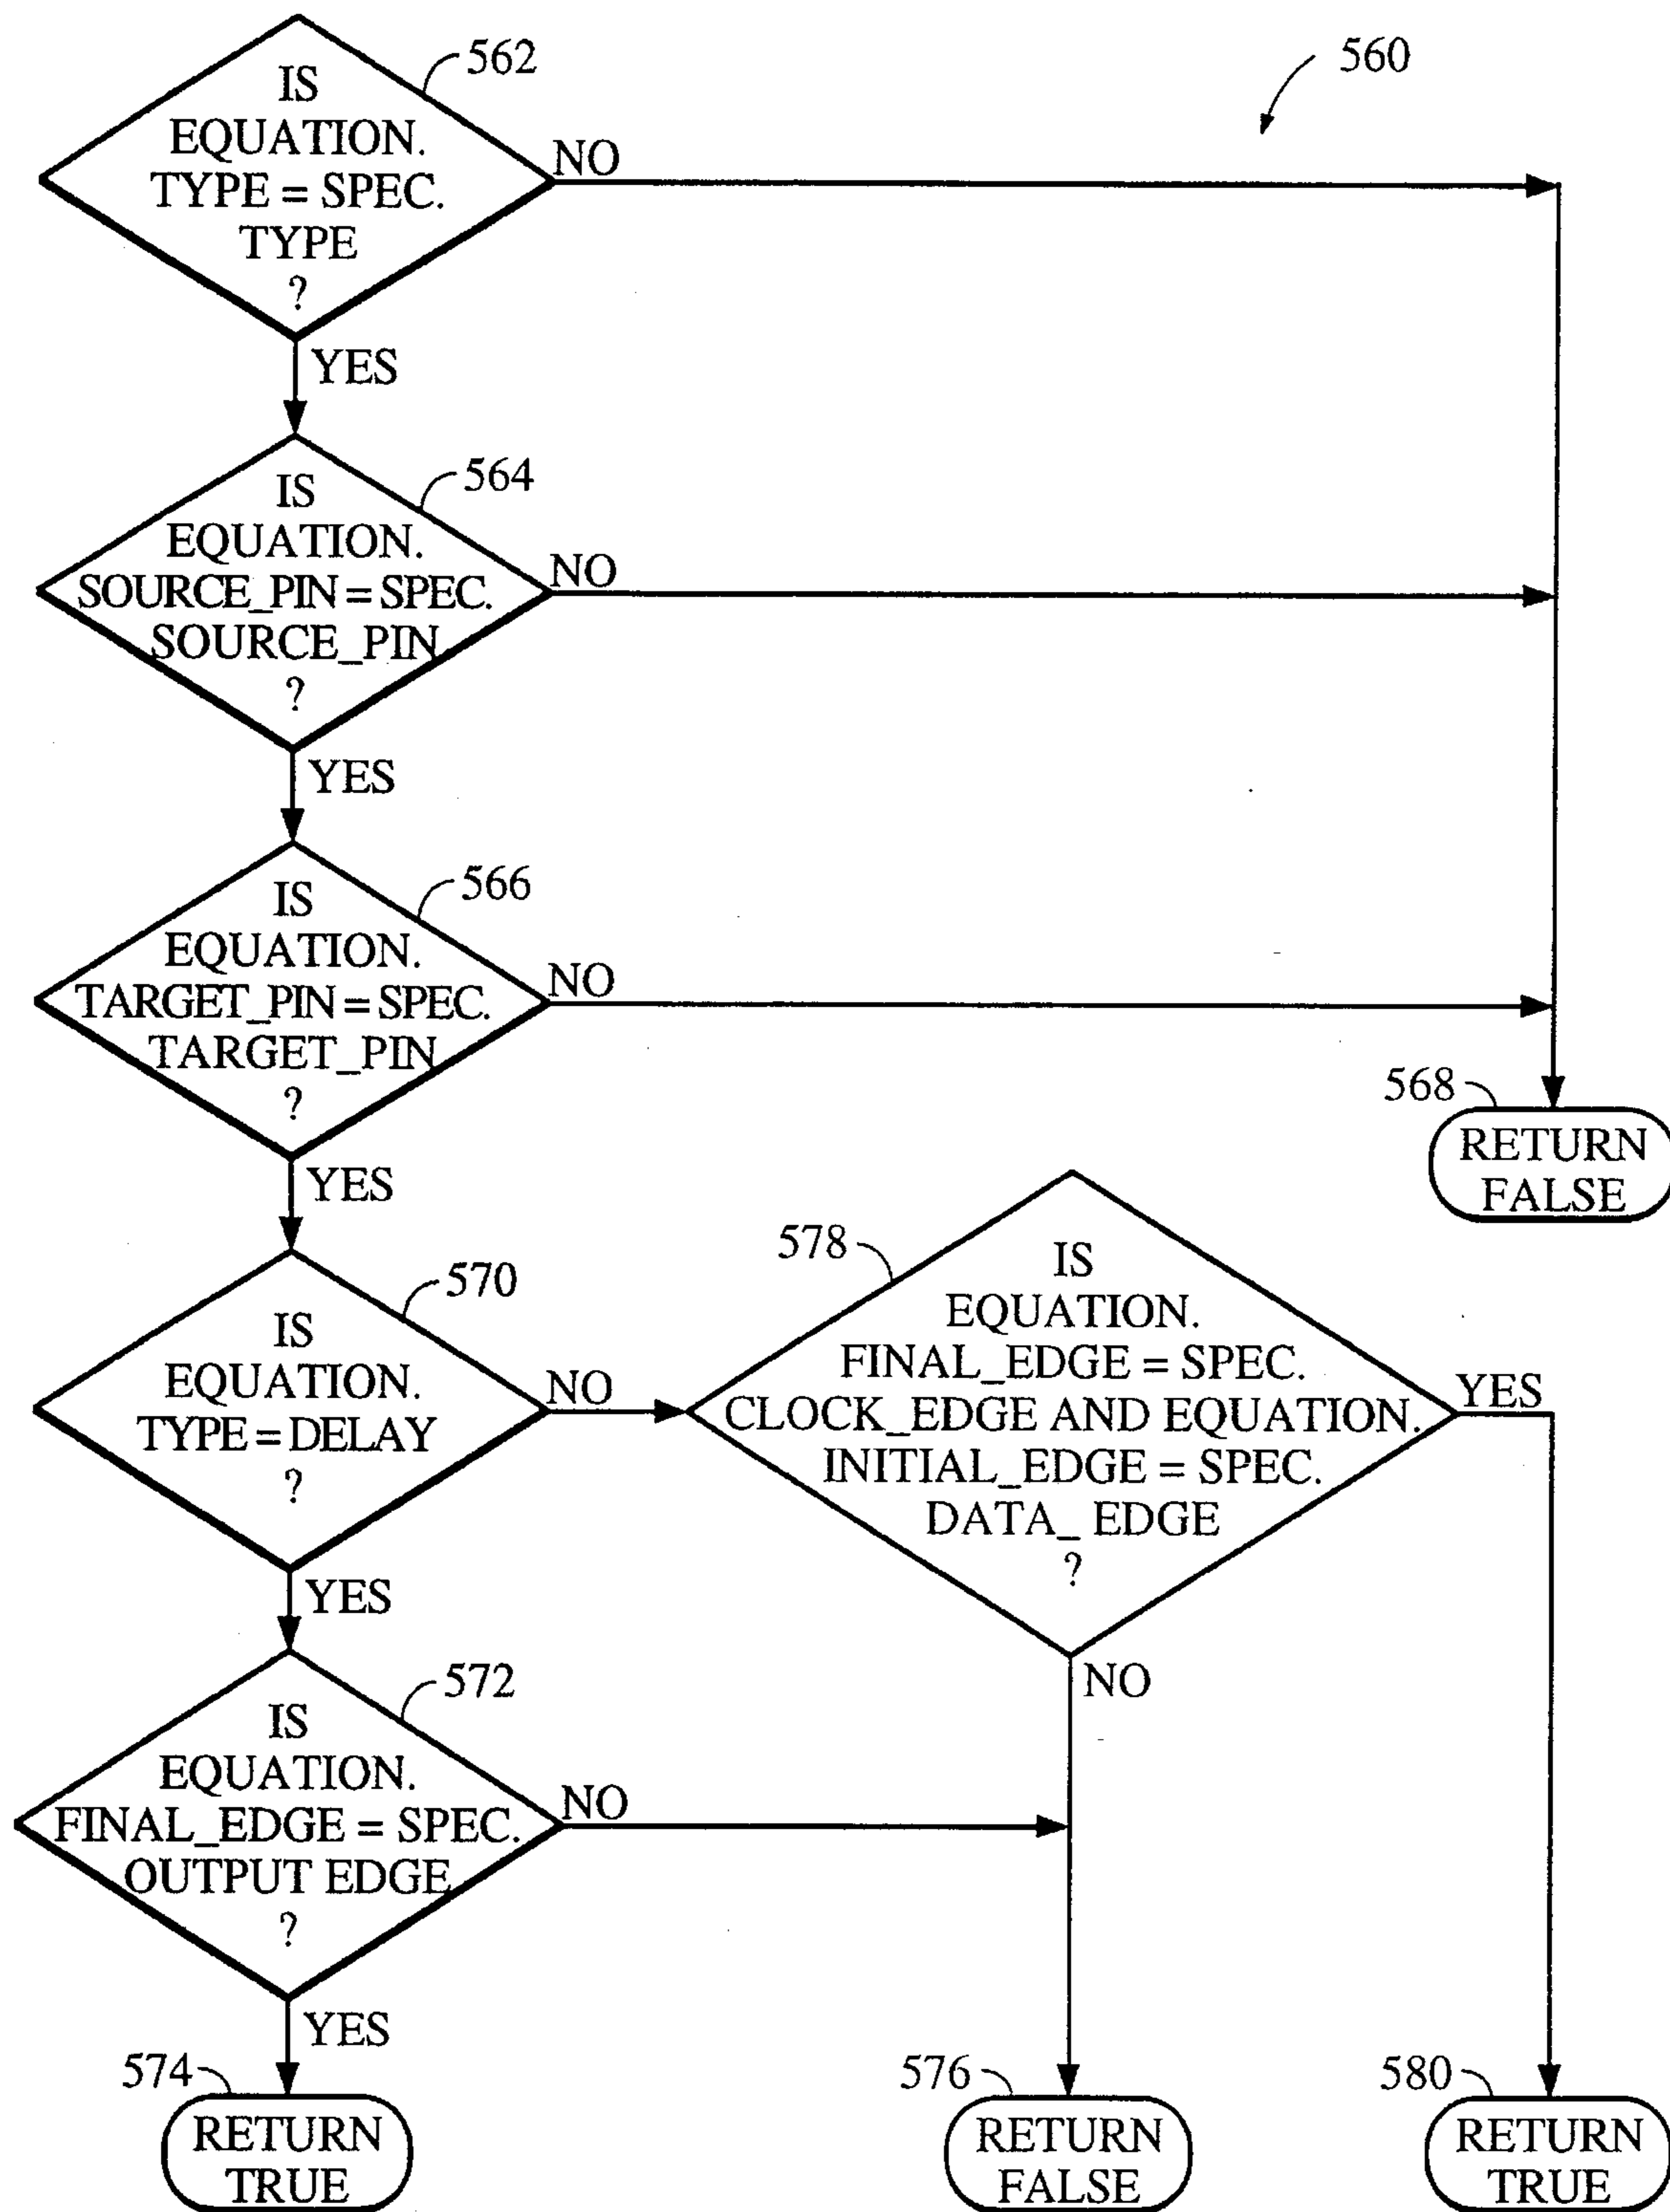 562
560
IS
EQUATION.
TYPE = SPEC.
TYPE
?
NO
YES
564
IS
EQUATION.
SOURCE_PIN = SPEC.
SOURCE_PIN
?
NO
YES
566
IS
EQUATION.
TARGET_PIN = SPEC.
TARGET_PIN
?
NO
568
RETURN
FALSE
YES
570
IS
EQUATION.
TYPE = DELAY
?
NO
578
IS
EQUATION.
FINAL_EDGE = SPEC.
CLOCK_EDGE AND EQUATION.
INITIAL_EDGE = SPEC.
DATA_ EDGE
?
YES
NO
YES
572
IS
EQUATION.
FINAL_EDGE = SPEC.
OUTPUT EDGE
?
NO
YES
574
RETURN
TRUE
576
RETURN
FALSE
580
RETURN
TRUE